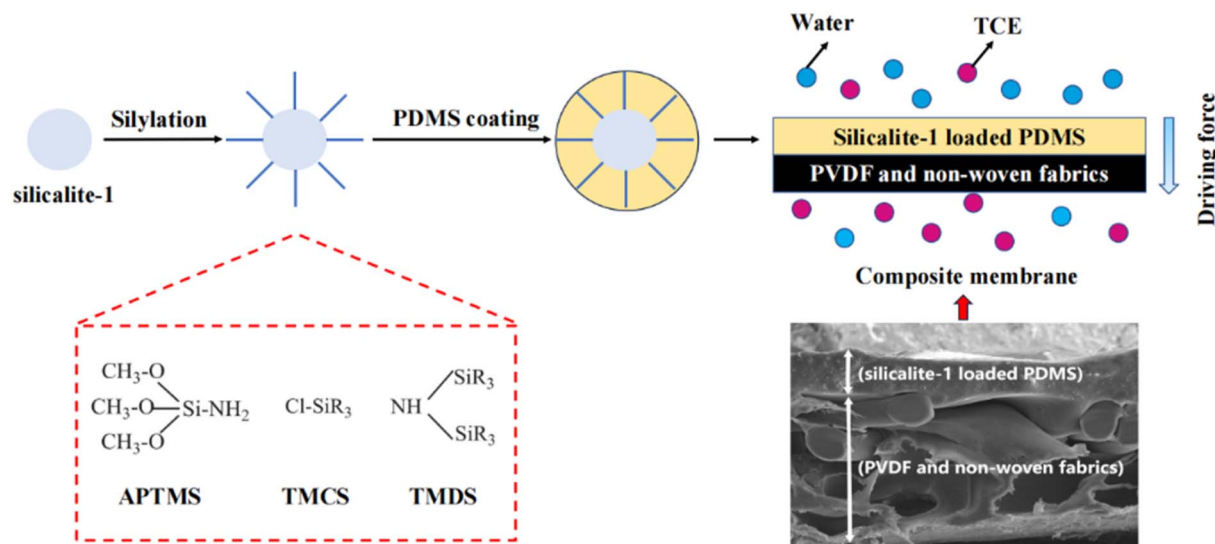 Water
TCE
Silylation
PDMS coating
silicalite-1
Silicalite-1 loaded PDMS
PVDF and non-woven fabrics
Driving force
Composite membrane
CH₃-O
CH₃-O
Si-NH₂
CH₃-O
Cl-SiR₃
SiR₃
NH
SiR₃
APTMS
TMCS
TMDS
(silicalite-1 loaded PDMS)
(PVDF and non-woven fabrics)